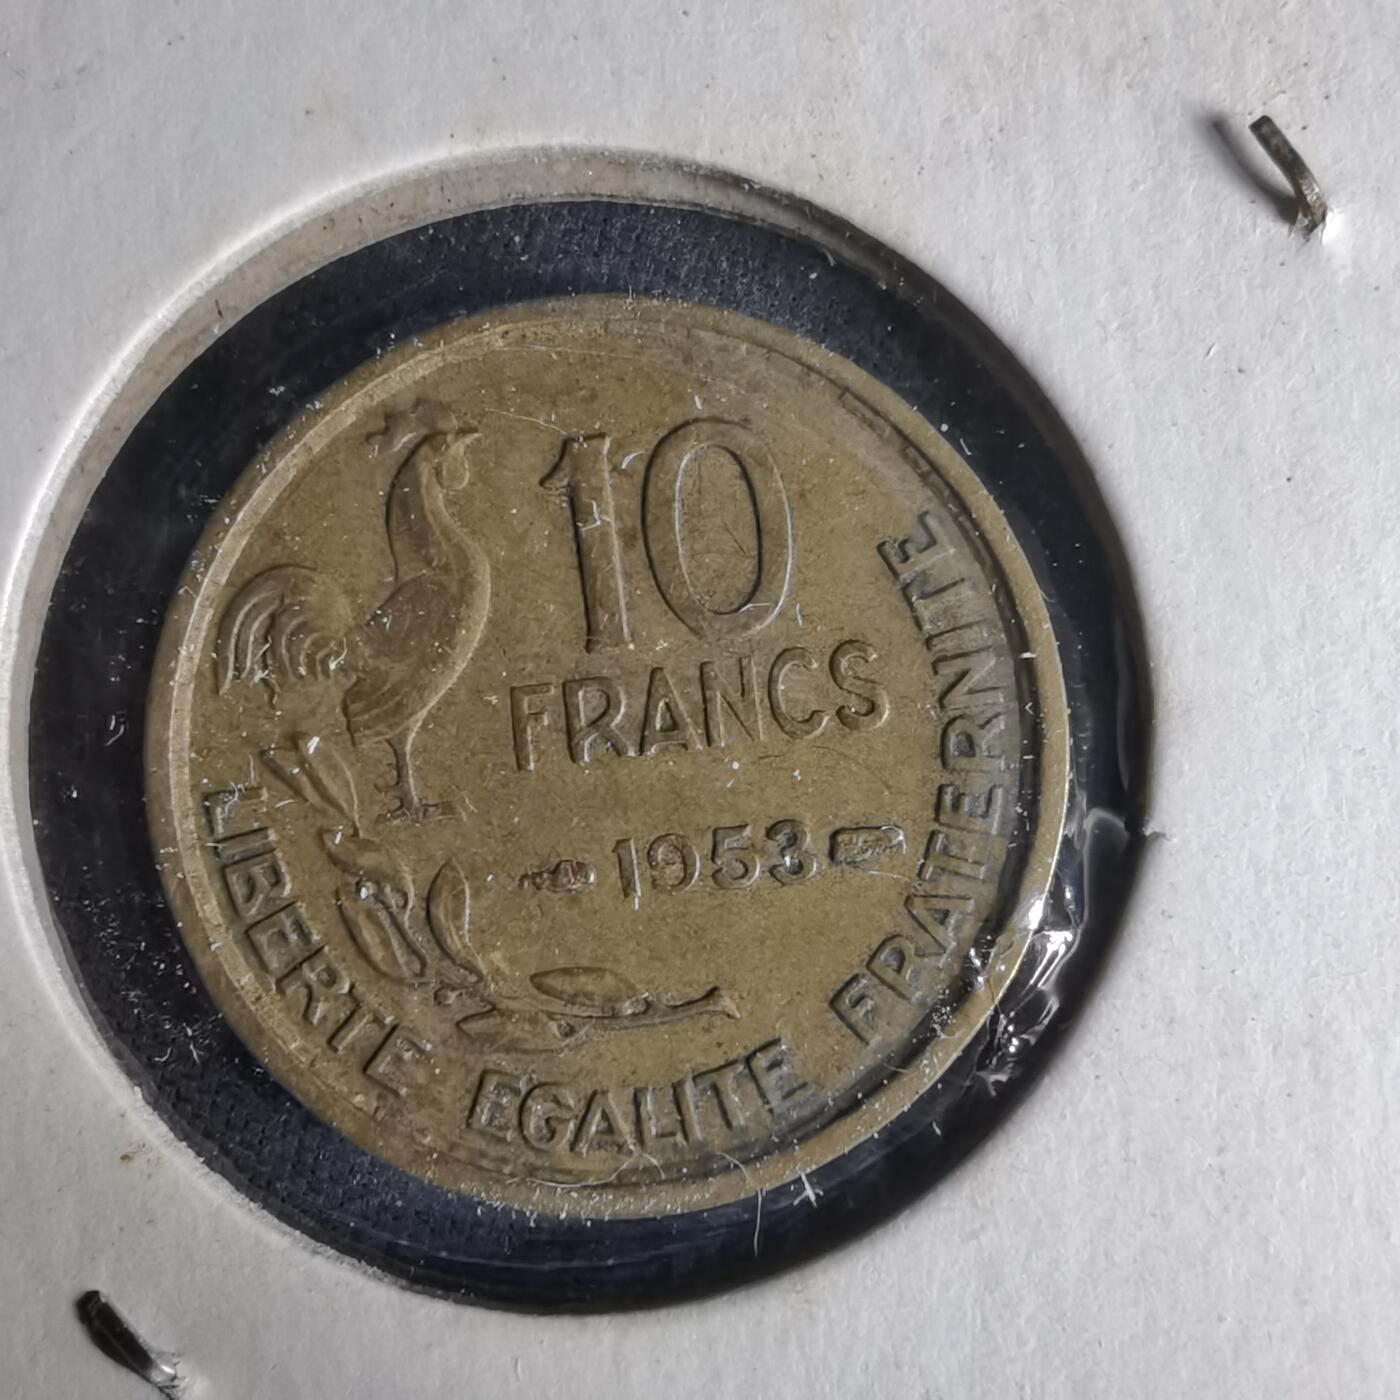 10
FRANCS
1953
LIBERTE EGALITE FRATERNITE